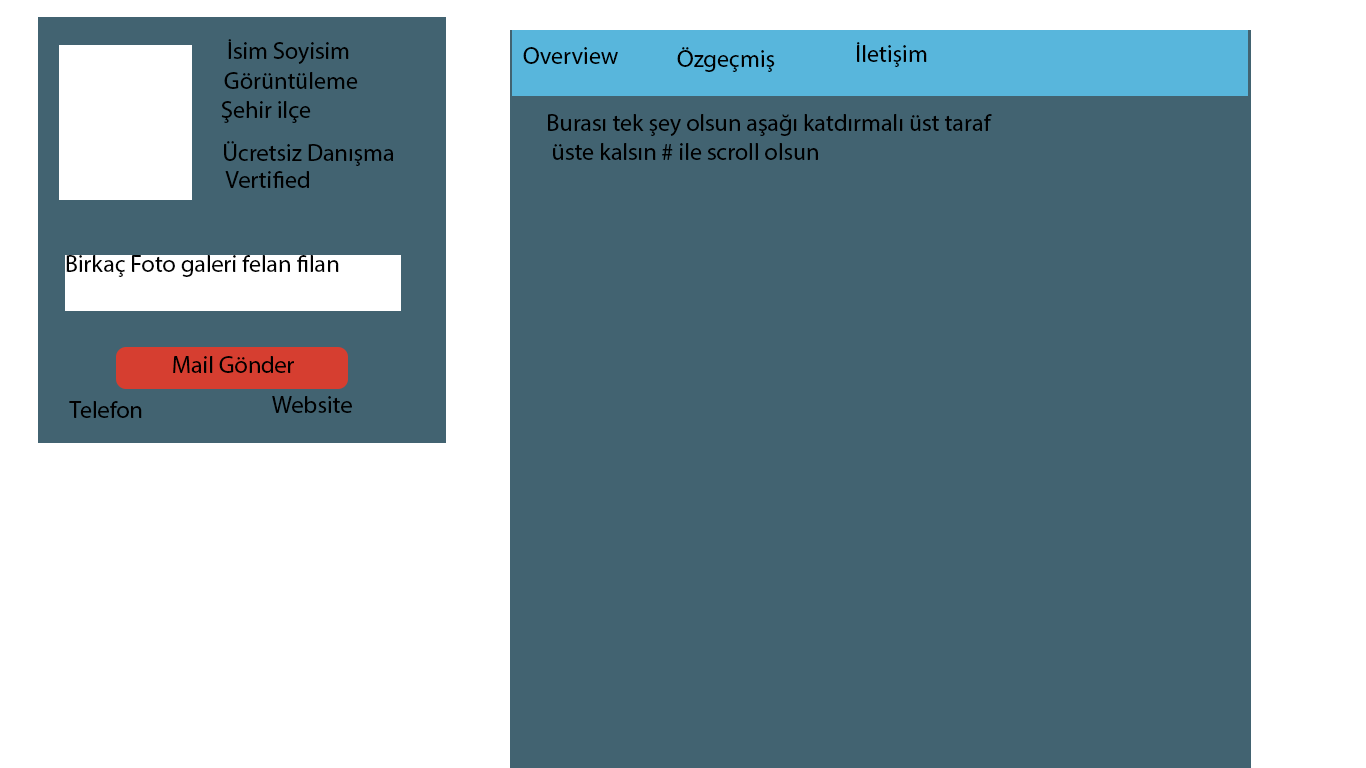 İsim Soyisim
Görüntüleme
Şehir ilçe
Ücretsiz Danışma
Vertified
Birkaç Foto galeri felan filan
Mail Gönder
Telefon
Website
Overview
Özgeçmiş
İletişim
Burası tek şey olsun aşağı katdırmalı üst taraf
üste kalsın # ile scroll olsun